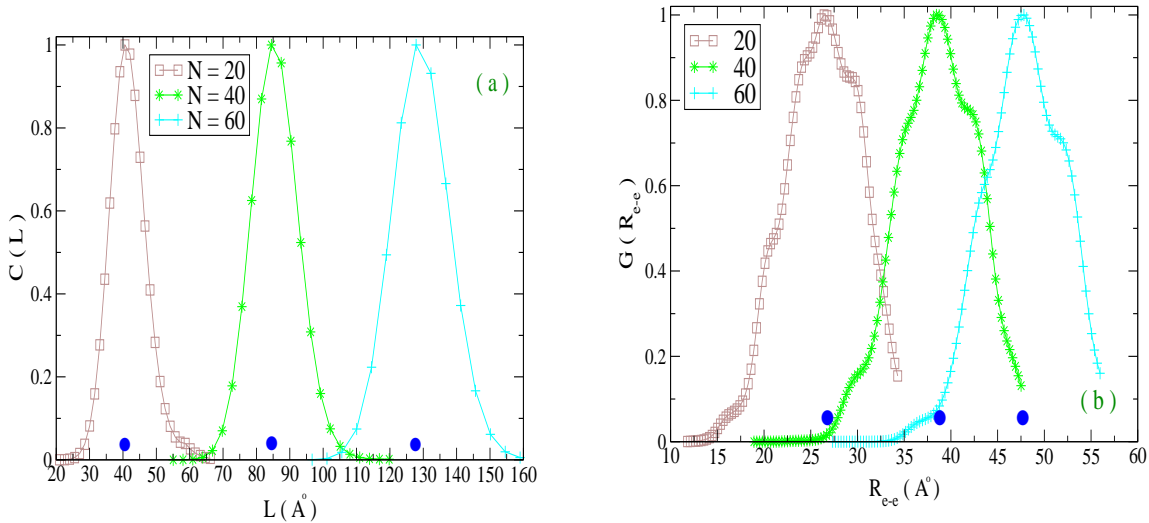 1
0.8
0.6
0.4
0.2
0
C ( L )
N = 20
N = 40
N = 60
( a )
20 30 40 50 60 70 80 90 100 110 120 130 140 150 160
L ( A° )
1
0.8
0.6
0.4
0.2
0
G ( R e-e )
20
40
60
( b )
10 15 20 25 30 35 40 45 50 55 60
R e-e ( A° )